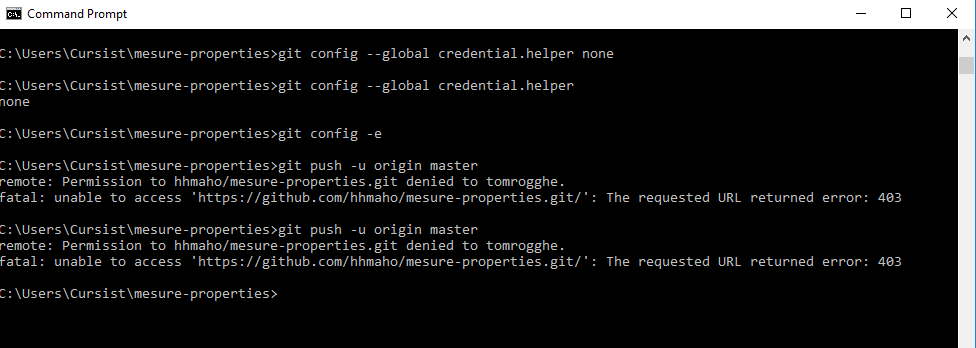 Command Prompt
C:\Users\Cursist\mesure-properties>git config --global credential.helper none
C:\Users\Cursist\mesure-properties>git config --global credential.helper
none
C:\Users\Cursist\mesure-properties>git config -e
C:\Users\Cursist\mesure-properties>git push -u origin master
remote: Permission to hhmaho/mesure-properties.git denied to tomrogghe.
fatal: unable to access 'https://github.com/hhmaho/mesure-properties.git/': The requested URL returned error: 403
C:\Users\Cursist\mesure-properties>git push -u origin master
remote: Permission to hhmaho/mesure-properties.git denied to tomrogghe.
fatal: unable to access 'https://github.com/hhmaho/mesure-properties.git/': The requested URL returned error: 403
C:\Users\Cursist\mesure-properties>